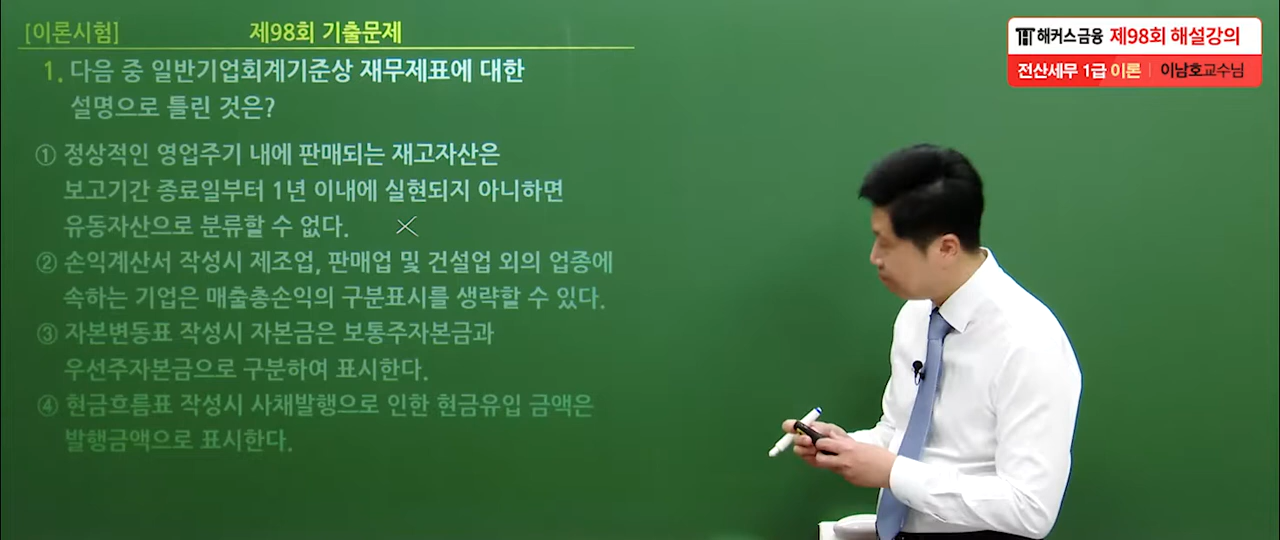 [이론시험] 제98회 기출문제
1. 다음 중 일반기업회계기준상 재무제표에 대한
설명으로 틀린 것은?
① 정상적인 영업주기 내에 판매되는 재고자산은
보고기간 종료일부터 1년 이내에 실현되지 아니하면
유동자산으로 분류할 수 없다. ×
② 손익계산서 작성시 제조업, 판매업 및 건설업 외의 업종에
속하는 기업은 매출총손익의 구분표시를 생략할 수 있다.
③ 자본변동표 작성시 자본금은 보통주자본금과
우선주자본금으로 구분하여 표시한다.
④ 현금흐름표 작성시 사채발행으로 인한 현금유입 금액은
발행금액으로 표시한다.
해커스금융 제98회 해설강의
전산세무 1급 이론 | 이남호교수님